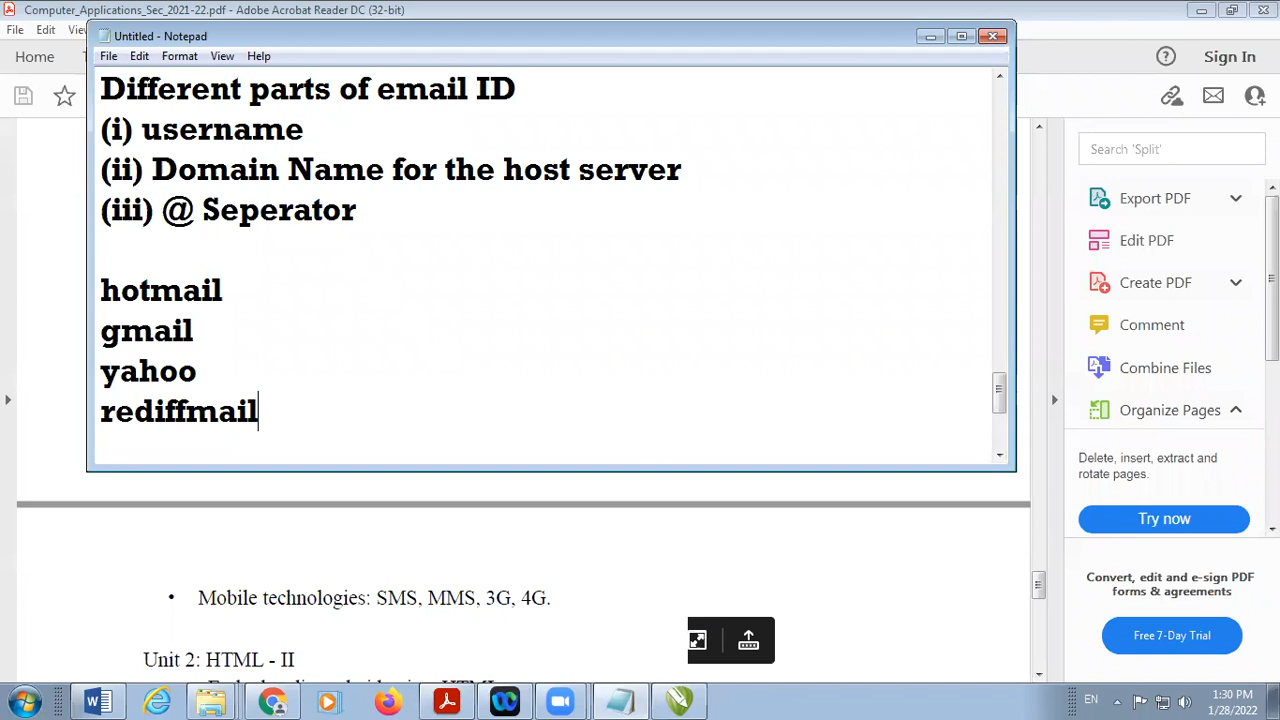 Computer_Applications_Sec_2021-22.pdf - Adobe Acrobat Reader DC (32-bit)
File Edit
Untitled - Notepad
File Edit Format View Help
Home
Sign In
Different parts of email ID
(i) username
(ii) Domain Name for the host server
(iii) @ Seperator
hotmail
gmail
yahoo
rediffmail
Search 'Split'
Export PDF
Edit PDF
Create PDF
Comment
Combine Files
Organize Pages
Delete, insert, extract and
rotate pages.
Try now
Convert, edit and e-sign PDF
forms & agreements
Free 7-Day Trial
• Mobile technologies: SMS, MMS, 3G, 4G.
Unit 2: HTML - II
EN
1:30 PM
1/28/2022